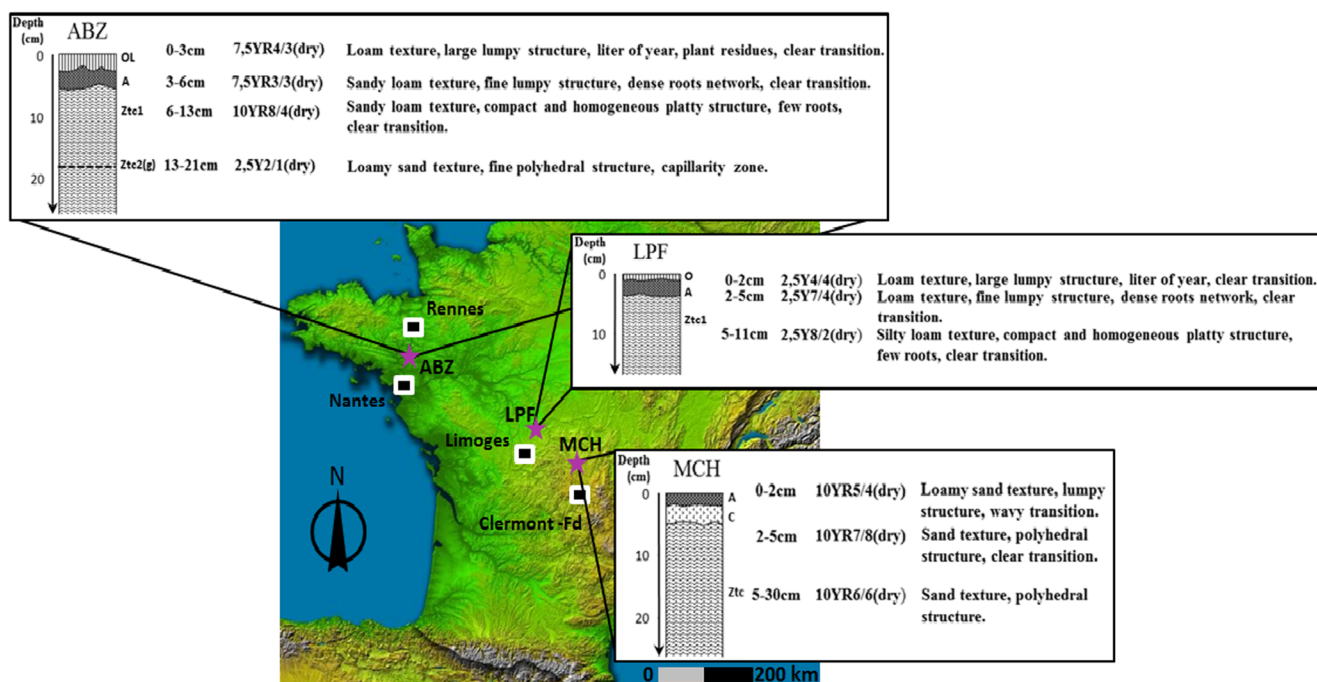 Depth
(cm)
ABZ
0
10
20
OL
A
Ztc1
Ztc2(g)
0-3cm 7,5YR4/3(dry) Loam texture, large lumpy structure, liter of year, plant residues, clear transition.
3-6cm 7,5YR3/3(dry) Sandy loam texture, fine lumpy structure, dense roots network, clear transition.
6-13cm 10YR8/4(dry) Sandy loam texture, compact and homogeneous platty structure, few roots,
clear transition.
13-21cm 2,5Y2/1(dry) Loamy sand texture, fine polyhedral structure, capillarity zone.
Depth
(cm)
LPF
0
10
O
A
Ztc1
0-2cm 2,5Y4/4(dry) Loam texture, large lumpy structure, liter of year, clear transition.
2-5cm 2,5Y7/4(dry) Loam texture, fine lumpy structure, dense roots network, clear
transition.
5-11cm 2,5Y8/2(dry) Silty loam texture, compact and homogeneous platty structure,
few roots, clear transition.
Rennes
ABZ
Nantes
LPF
Limoges
MCH
Clermont -Fd
N
Depth
(cm)
MCH
0
10
20
A
C
Ztc
0-2cm 10YR5/4(dry) Loamy sand texture, lumpy
structure, wavy transition.
2-5cm 10YR7/8(dry) Sand texture, polyhedral
structure, clear transition.
5-30cm 10YR6/6(dry) Sand texture, polyhedral
structure.
0 200 km